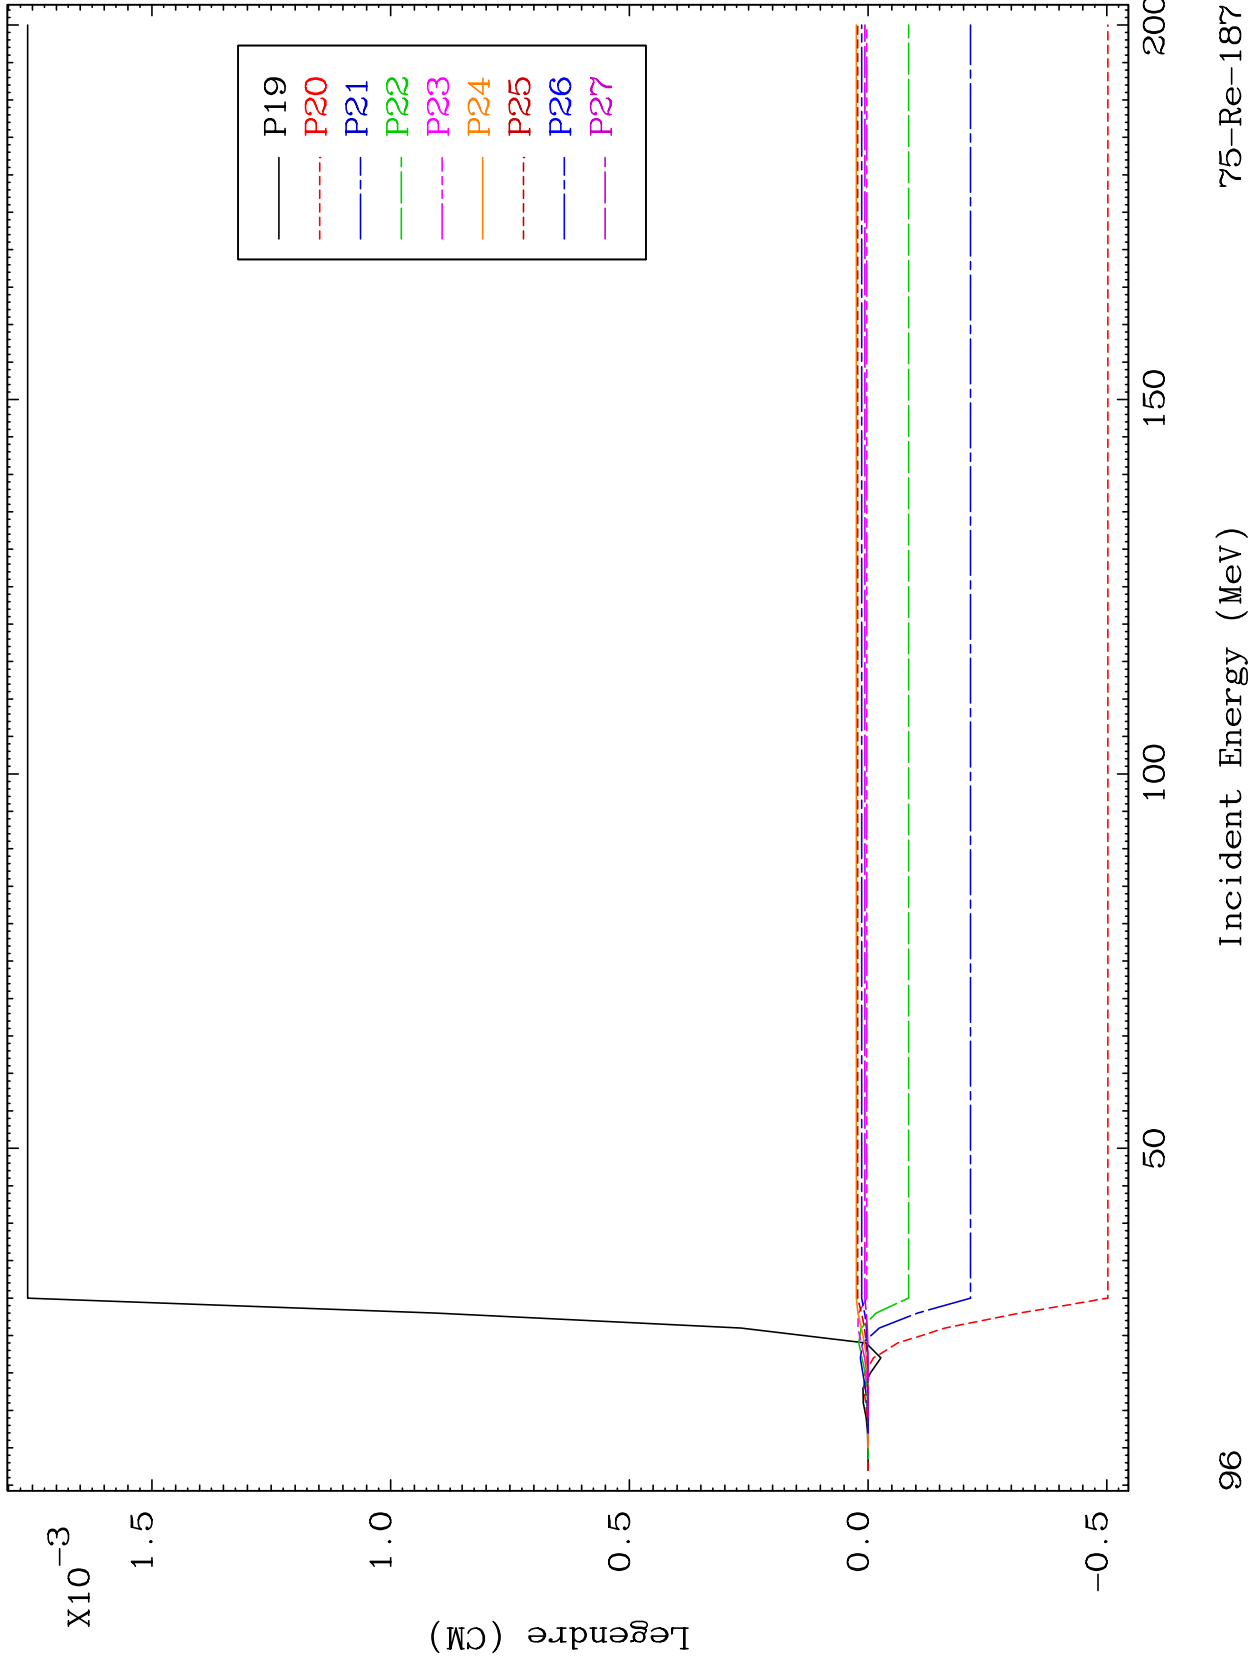 X10-3
1.5
1.0
0.5
0.0
-0.5
Legendre (CM)
P19
P20
P21
P22
P23
P24
P25
P26
P27
50
100
150
200
Incident Energy (MeV)
96
75-Re-187